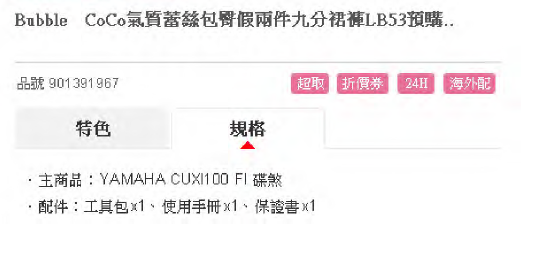 Bubble CoCo氣質蕾絲包臀假兩件九分裙褲LB53預購..
品號 901391967
超取 折價券 24H 海外配
特色 規格
· 主商品：YAMAHA CUXI100 FI 碟煞
· 配件：工具包x1、使用手冊x1、保證書x1